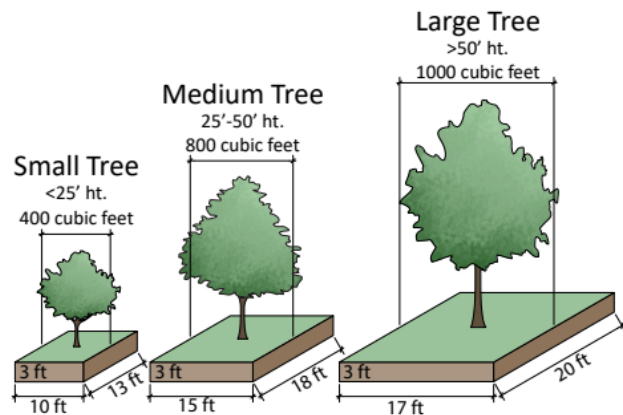 Small Tree
<25' ht.
400 cubic feet
3 ft
10 ft
13 ft
Medium Tree
25'-50' ht.
800 cubic feet
3 ft
15 ft
18 ft
Large Tree
>50' ht.
1000 cubic feet
3 ft
17 ft
20 ft